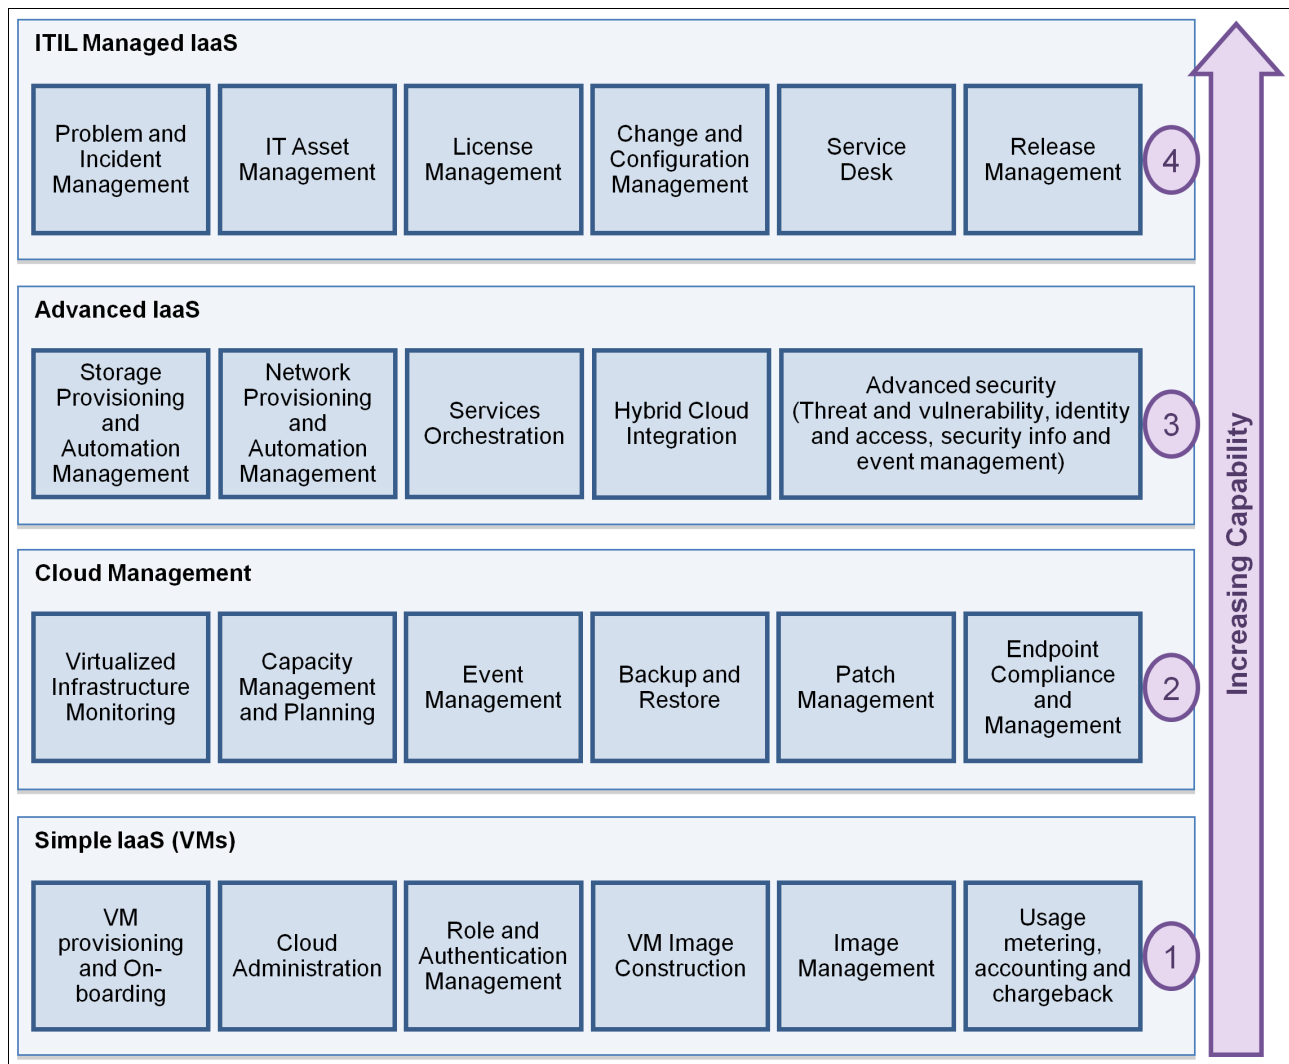 ITIL Managed IaaS
Problem and
Incident
Management
IT Asset
Management
License
Management
Change and
Configuration
Management
Service
Desk
Release
Management
4
Advanced IaaS
Storage
Provisioning
and
Automation
Management
Network
Provisioning
and
Automation
Management
Services
Orchestration
Hybrid Cloud
Integration
Advanced security
(Threat and vulnerability, identity
and access, security info and
event management)
3
Cloud Management
Virtualized
Infrastructure
Monitoring
Capacity
Management
and Planning
Event
Management
Backup and
Restore
Patch
Management
Endpoint
Compliance
and
Management
2
Simple IaaS (VMs)
VM
provisioning
and On-
boarding
Cloud
Administration
Role and
Authentication
Management
VM Image
Construction
Image
Management
Usage
metering,
accounting and
chargeback
1
Increasing Capability